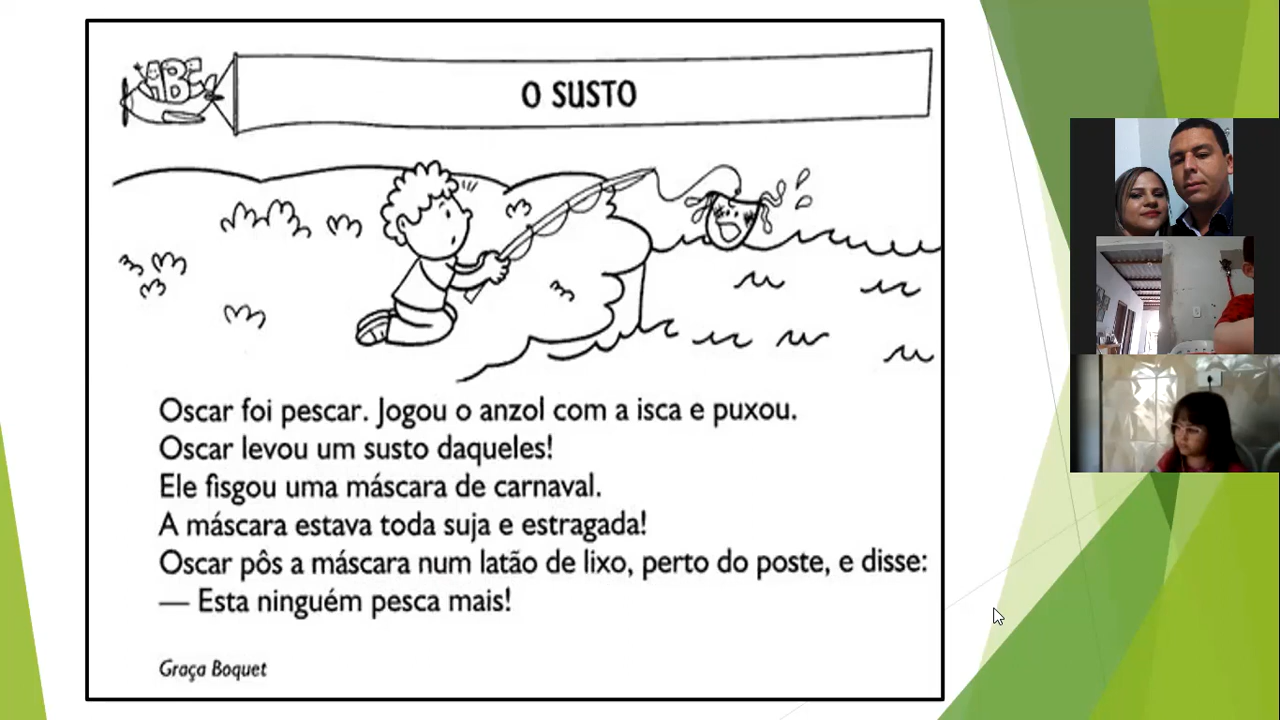 ABC
O SUSTO
Oscar foi pescar. Jogou o anzol com a isca e puxou.
Oscar levou um susto daqueles!
Ele fisgou uma máscara de carnaval.
A máscara estava toda suja e estragada!
Oscar pôs a máscara num latão de lixo, perto do poste, e disse:
— Esta ninguém pesca mais!
Graça Boquet